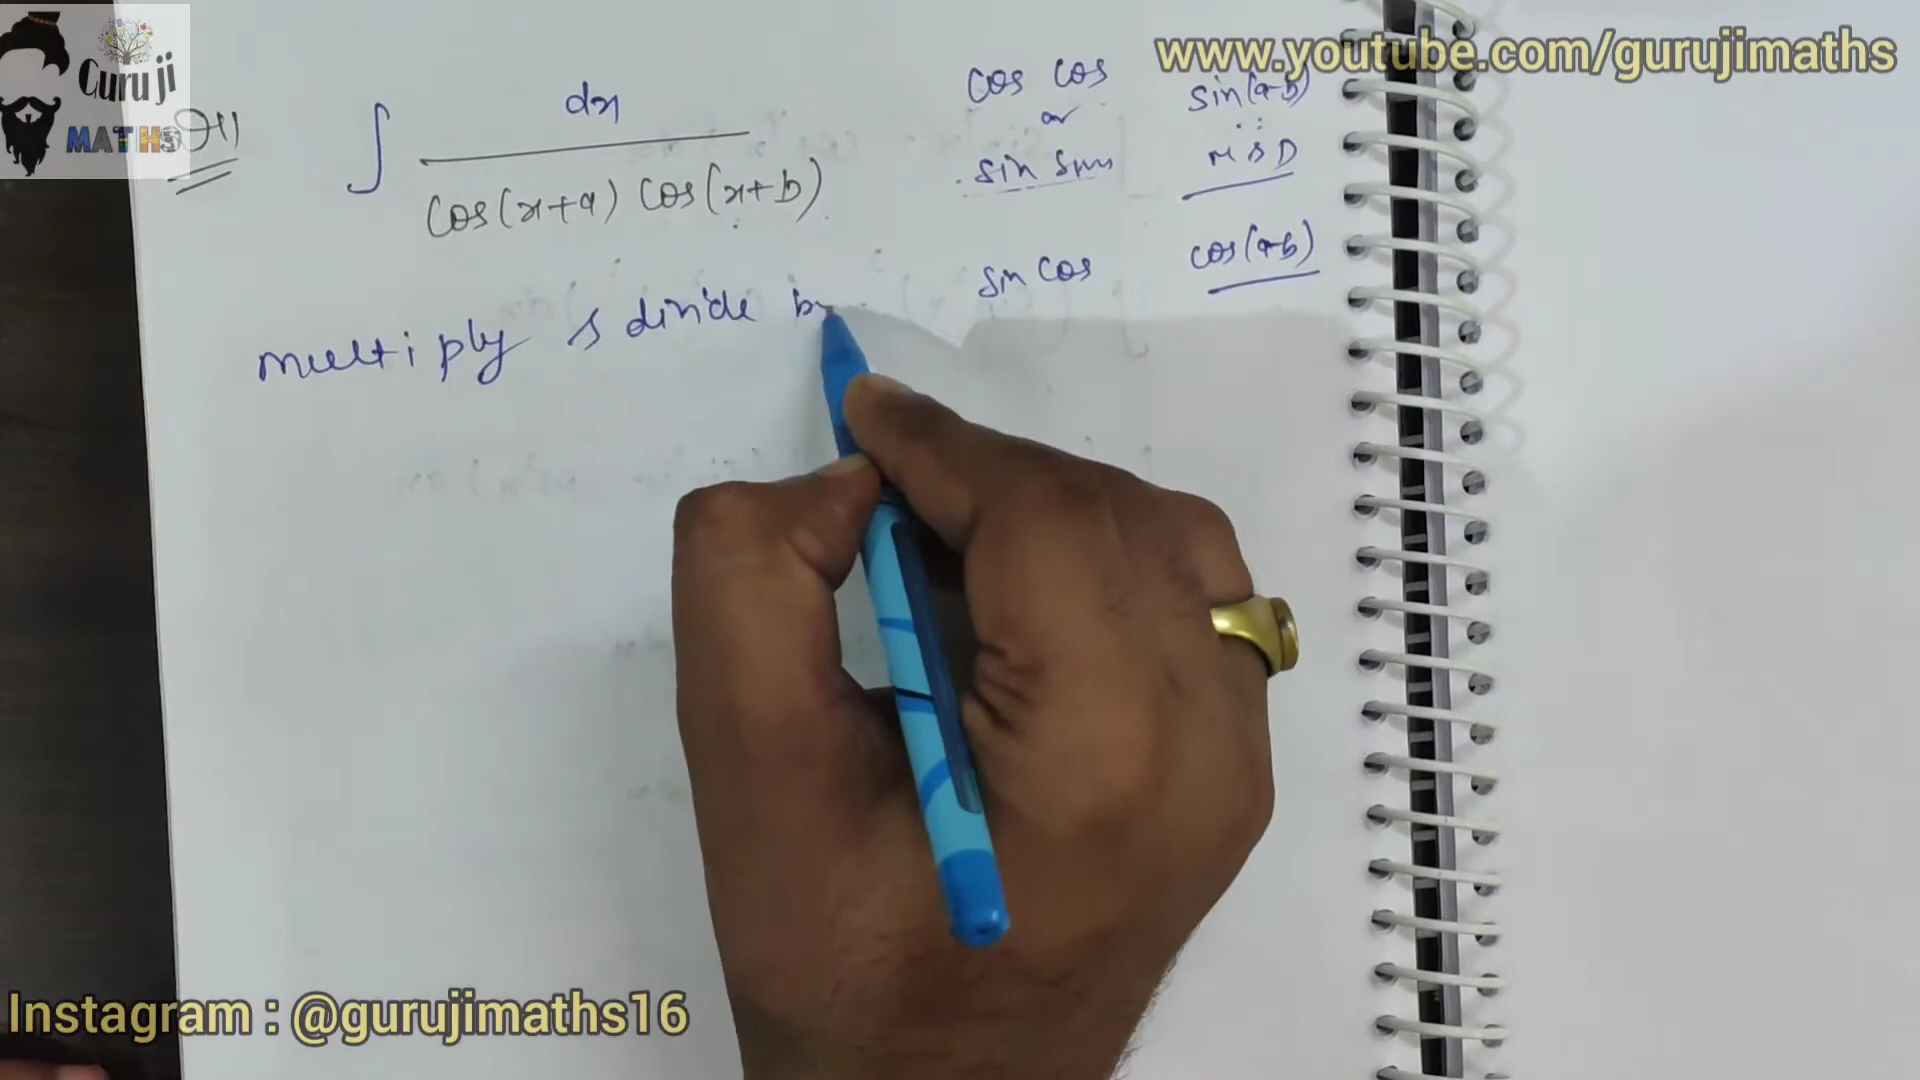 www.youtube.com/gurujimaths
Guru ji
MATHS
∫ dx
cos(x+a) cos(x+b)
cos cos
or
sin sin
sin(a-b)
M & D
sin cos
cos(a-b)
multiply & divide by
Instagram : @gurujimaths16